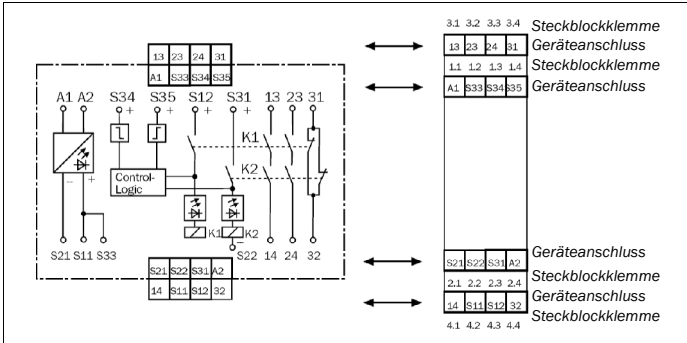 3.1 3.2 3.3 3.4 Steckblockklemme
13 23 24 31 Geräteanschluss
1.1 1.2 1.3 1.4 Steckblockklemme
A1 S33 S34 S35 Geräteanschluss
13 23 24 31
A1 S33 S34 S35
A1 A2 S34 S35 S12 S31 13 23 31
+ + + +
K1
K2
Control-
Logic
- +
K1 K2
-
S21 S11 S33 S22 14 24 32
S21 S22 S31 A2
14 S11 S12 32
S21 S22 S31 A2 Geräteanschluss
2.1 2.2 2.3 2.4 Steckblockklemme
14 S11 S12 32 Geräteanschluss
4.1 4.2 4.3 4.4 Steckblockklemme